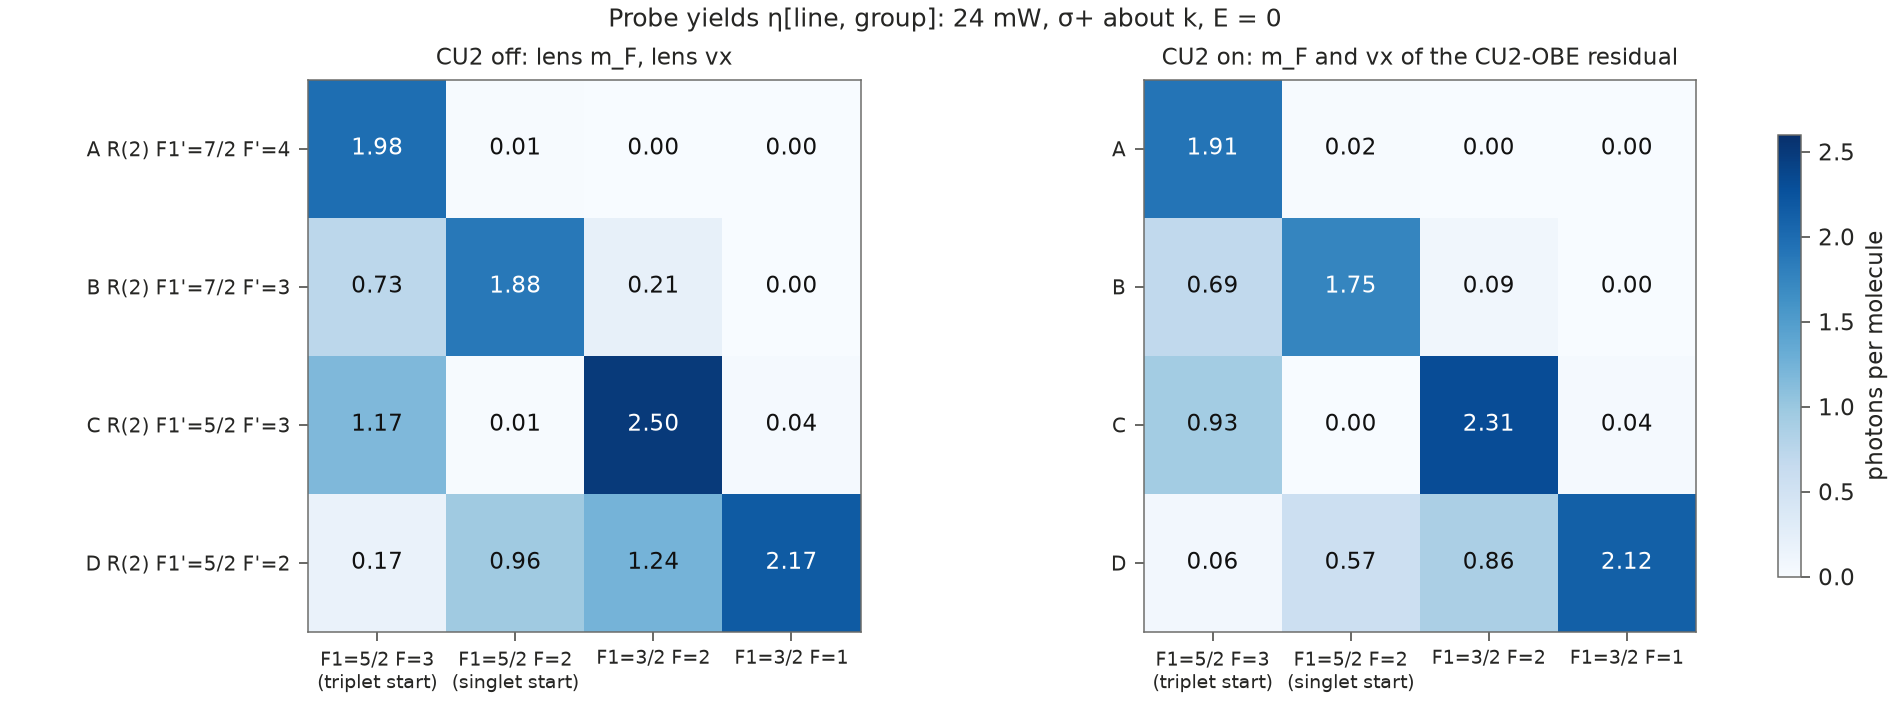 Probe yields η[line, group]: 24 mW, σ+ about k, E = 0
CU2 off: lens m_F, lens vx
A R(2) F1'=7/2 F'=4
1.98 0.01 0.00 0.00
B R(2) F1'=7/2 F'=3
0.73 1.88 0.21 0.00
C R(2) F1'=5/2 F'=3
1.17 0.01 2.50 0.04
D R(2) F1'=5/2 F'=2
0.17 0.96 1.24 2.17
F1=5/2 F=3 F1=5/2 F=2 F1=3/2 F=2 F1=3/2 F=1
(triplet start) (singlet start)
CU2 on: m_F and vx of the CU2-OBE residual
A
1.91 0.02 0.00 0.00
B
0.69 1.75 0.09 0.00
C
0.93 0.00 2.31 0.04
D
0.06 0.57 0.86 2.12
F1=5/2 F=3 F1=5/2 F=2 F1=3/2 F=2 F1=3/2 F=1
(triplet start) (singlet start)
2.5
2.0
1.5
1.0
0.5
0.0
photons per molecule